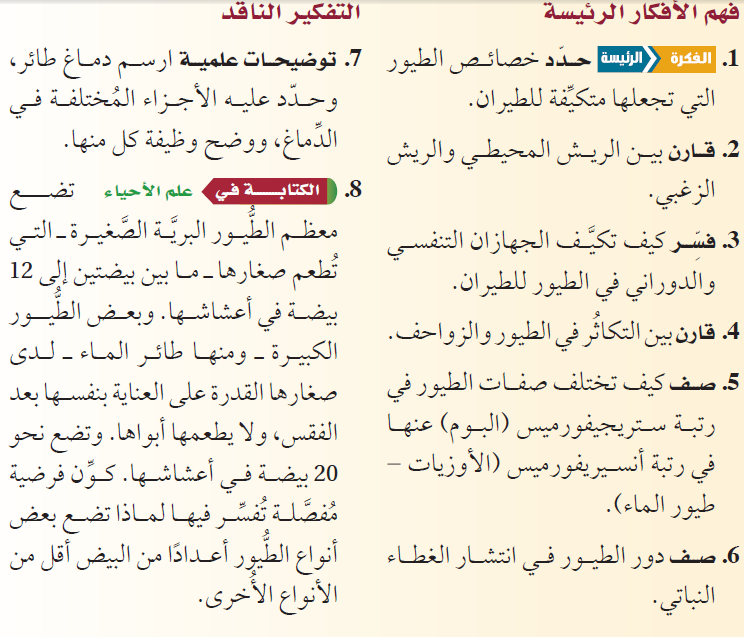 فهم الأفكار الرئيسة
1. الفكرة الرئيسة حدّد خصائص الطيور
التي تجعلها متكيِّفة للطيران.
2. قارن بين الريش المحيطي والريش
الزغبي.
3. فسِّر كيف تكيَّف الجهازان التنفسي
والدوراني في الطيور للطيران.
4. قارن بين التكاثُر في الطيور والزواحف.
5. صف كيف تختلف صفات الطيور في
رتبة ستريجيفورميس (البوم) عنها
في رتبة أنسيريفورميس (الأوزيات –
طيور الماء).
6. صف دور الطيور في انتشار الغطاء
النباتي.
التفكير الناقد
7. توضيحات علمية ارسم دماغ طائر،
وحدّد عليه الأجزاء المُختلفة في
الدِّماغ، ووضح وظيفة كل منها.
8. الكتابة في علم الأحياء تضع
معظم الطُّيور البريَّة الصَّغيرة ـ التي
تُطعم صغارها ـ ما بين بيضتين إلى 12
بيضة في أعشاشها. وبعض الطُّيور
الكبيرة ـ ومنها طائر الماء ـ لدى
صغارها القدرة على العناية بنفسها بعد
الفقس، ولا يطعمها أبواها. وتضع نحو
20 بيضة في أعشاشها. كوِّن فرضية
مُفصَّلة تُفسِّر فيها لماذا تضع بعض
أنواع الطُّيور أعدادًا من البيض أقل من
الأنواع الأُخرى.